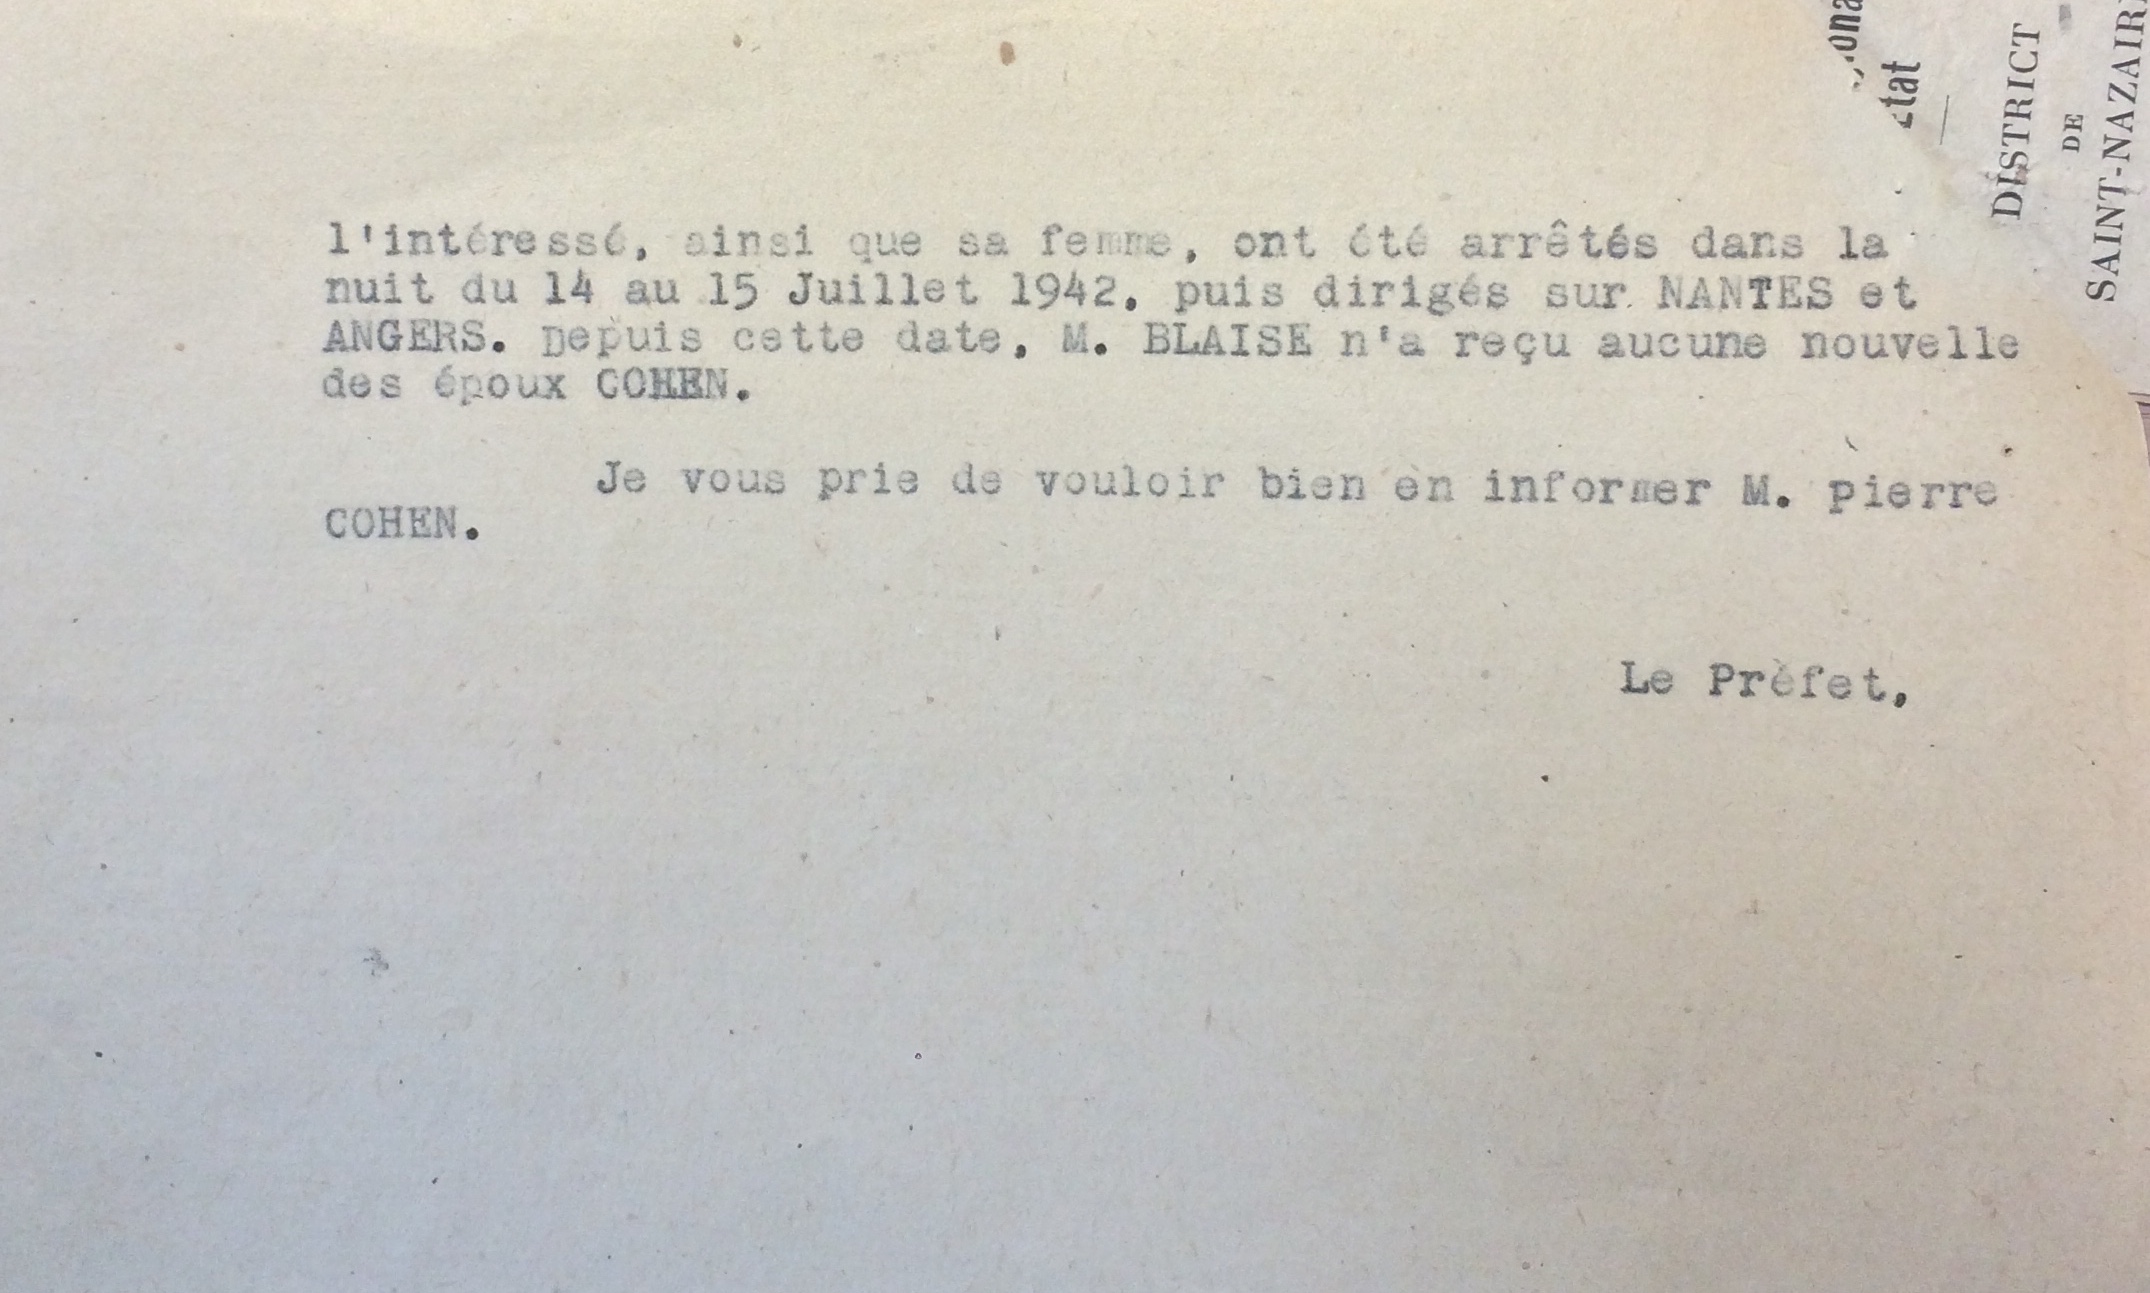 l'intéressé, ainsi que sa femme, ont été arrêtés dans la
nuit du 14 au 15 Juillet 1942, puis dirigés sur NANTES et
ANGERS. Depuis cette date, M. BLAISE n'a reçu aucune nouvelle
des époux COHEN.
Je vous prie de vouloir bien en informer M. pierre
COHEN.
Le Préfet,
DISTRICT
DE
SAINT-NAZAIRE